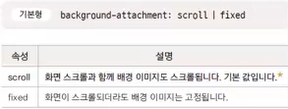 기본형 background-attachment: scroll | fixed
속성 설명
scroll 화면 스크롤과 함께 배경 이미지도 스크롤됩니다. 기본 값입니다.*
fixed 화면이 스크롤되더라도 배경 이미지는 고정됩니다.